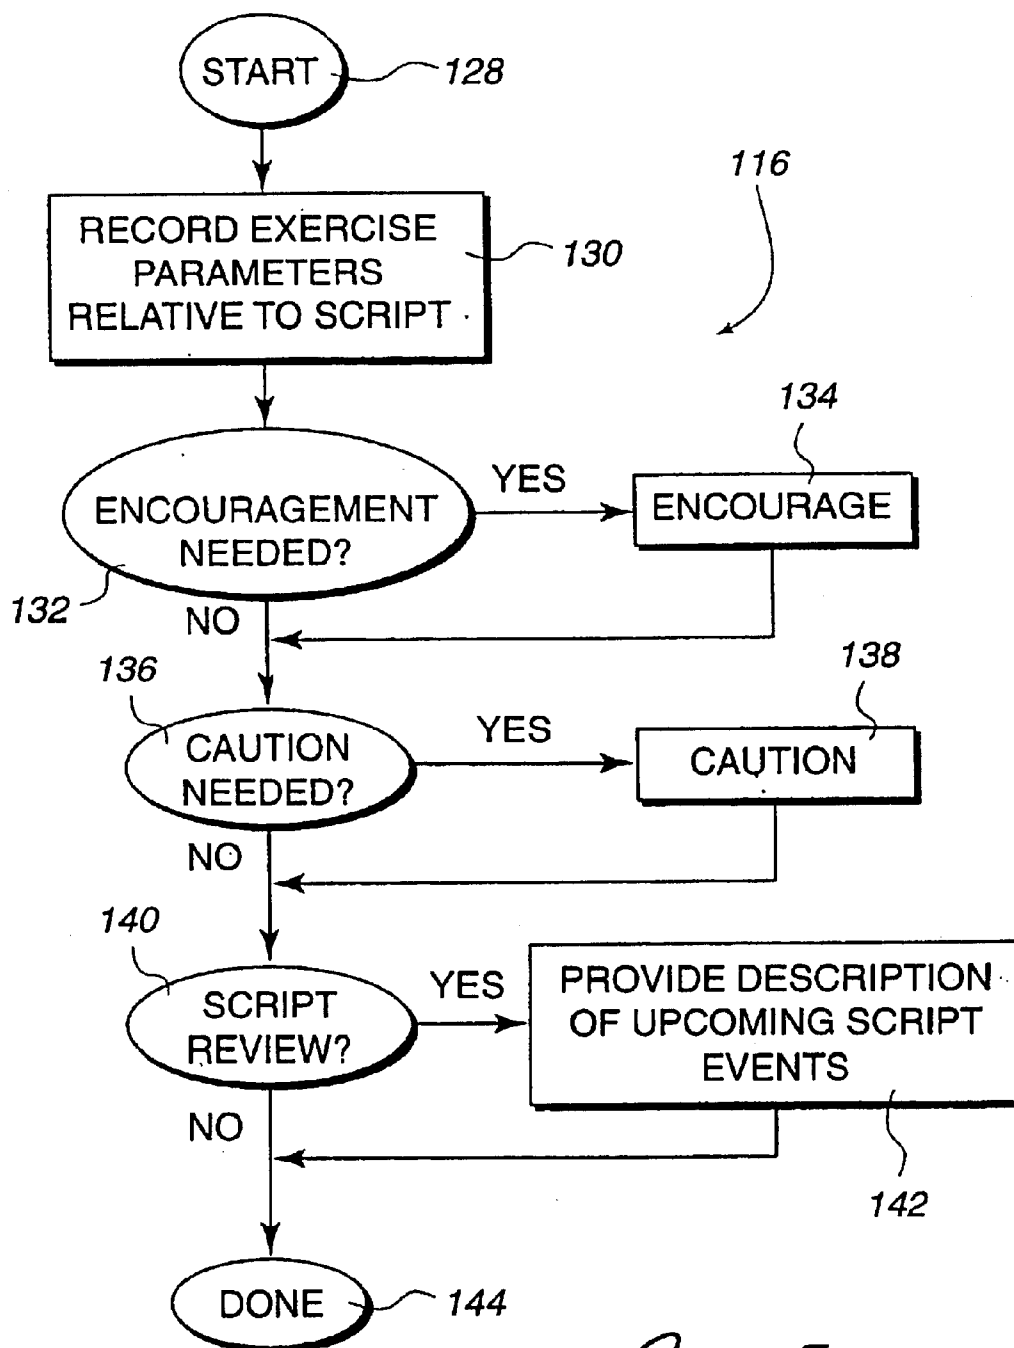 START
128
116
RECORD EXERCISE
PARAMETERS
RELATIVE TO SCRIPT
130
134
YES
ENCOURAGE
ENCOURAGEMENT
NEEDED?
132
NO
136
138
YES
CAUTION
CAUTION
NEEDED?
NO
140
YES
PROVIDE DESCRIPTION
OF UPCOMING SCRIPT
EVENTS
SCRIPT
REVIEW?
NO
142
DONE
144